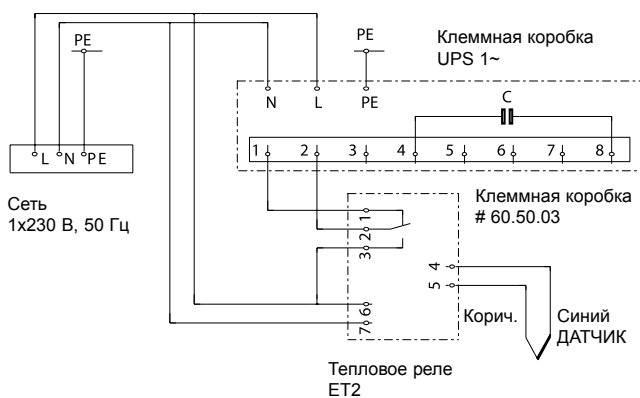 PE
PE
Клеммная коробка
UPS 1~
N L PE
C
L N PE
1 2 3 4 5 6 7 8
Сеть
1x230 В, 50 Гц
Клеммная коробка
# 60.50.03
1
2
3
4
5
6
7
Корич.
Синий
ДАТЧИК
Тепловое реле
ET2